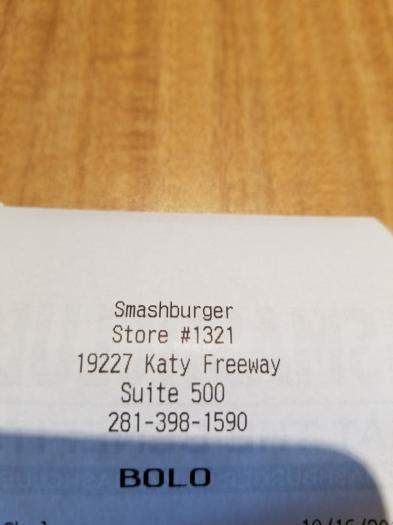 Smashburger
Store #1321
19227 Katy Freeway
Suite 500
281-398-1590
BOLO